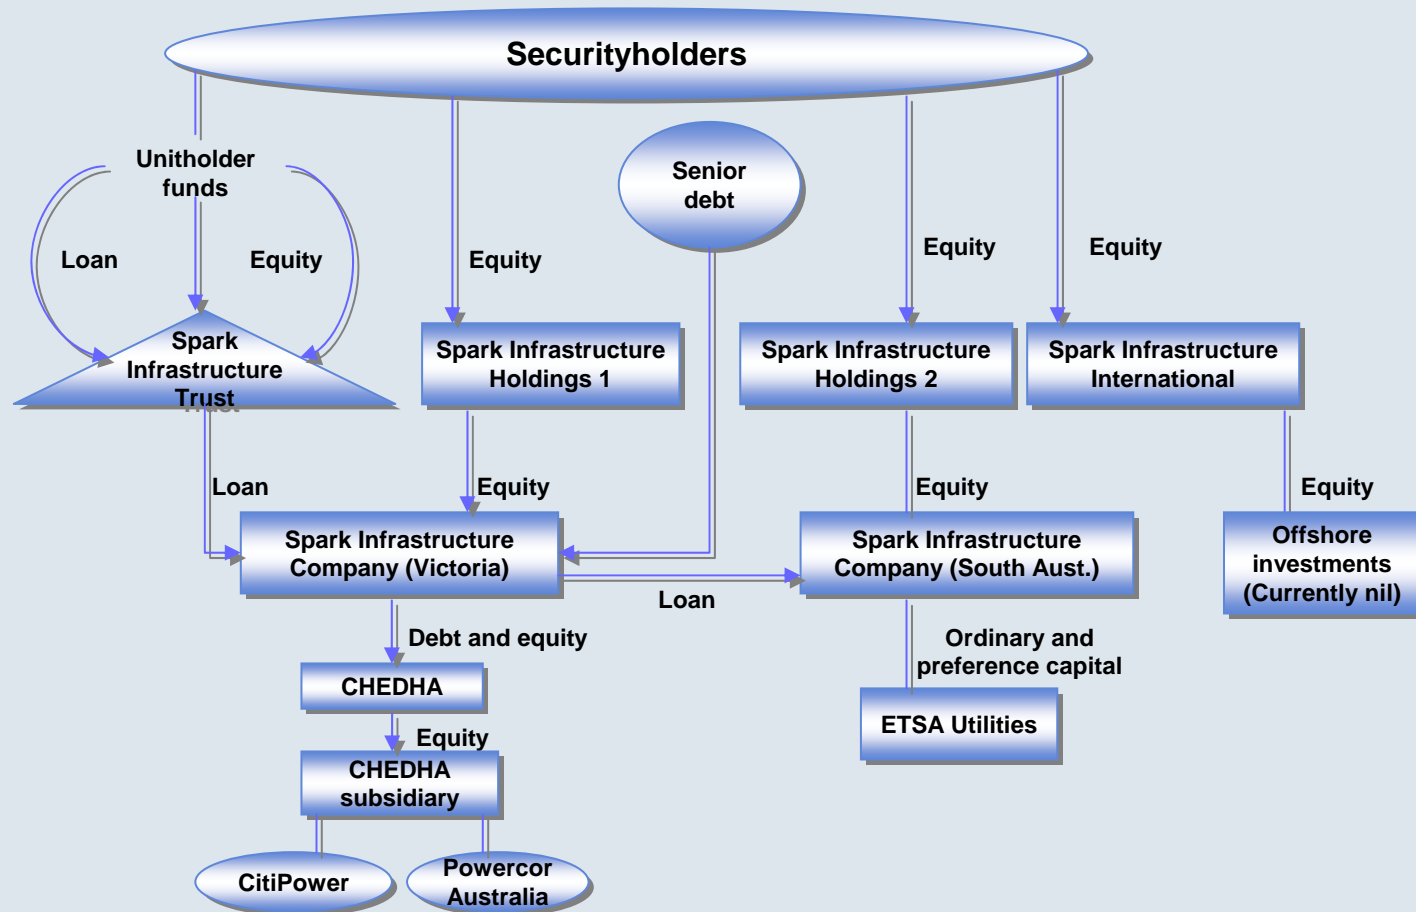 Securityholders
Unitholder
funds
Senior
debt
Loan
Equity
Equity
Equity
Equity
Spark
Infrastructure
Trust
Spark Infrastructure
Holdings 1
Spark Infrastructure
Holdings 2
Spark Infrastructure
International
Loan
Equity
Equity
Equity
Spark Infrastructure
Company (Victoria)
Spark Infrastructure
Company (South Aust.)
Offshore
investments
(Currently nil)
Loan
Debt and equity
Ordinary and
preference capital
CHEDHA
ETSA Utilities
Equity
CHEDHA
subsidiary
CitiPower
Powercor
Australia